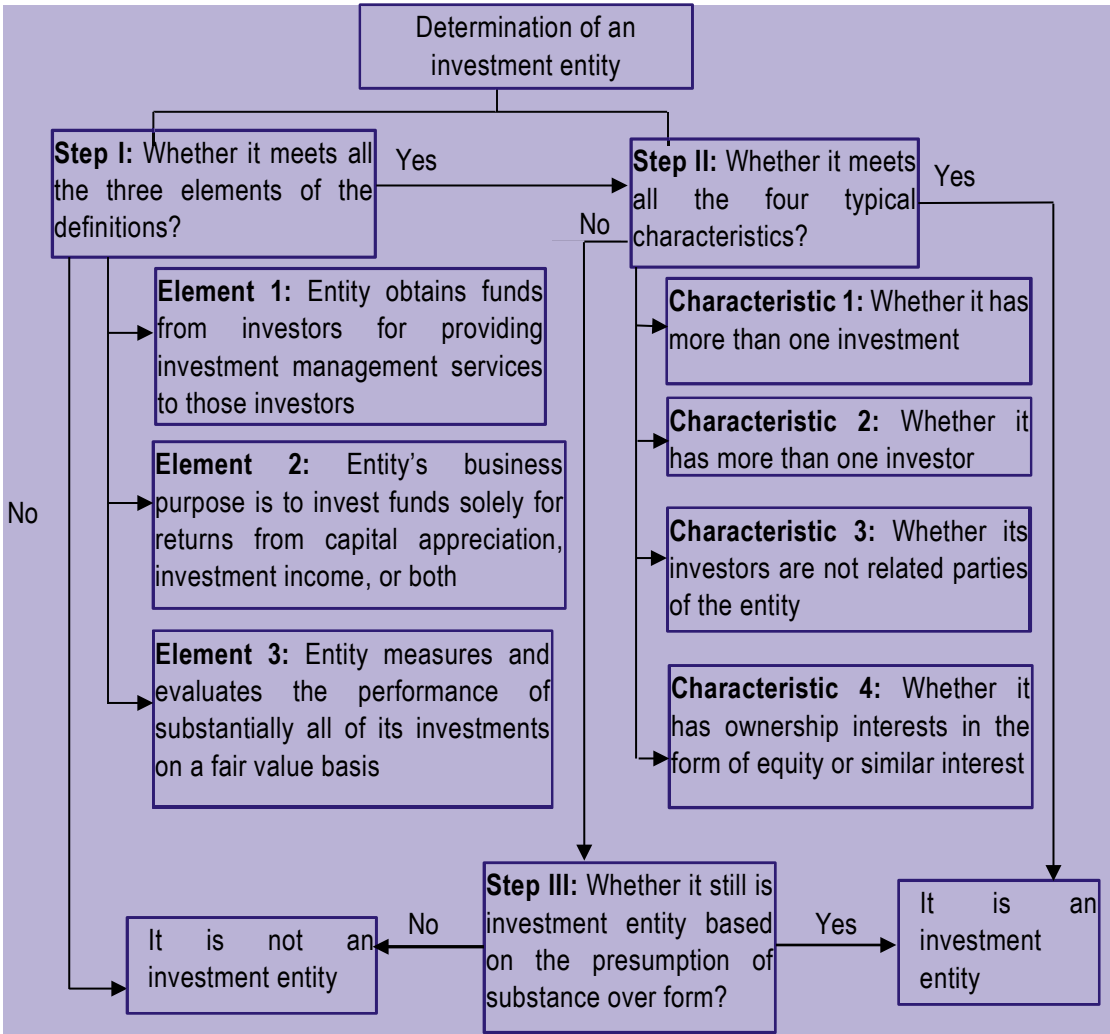 Determination of an
investment entity
Step I: Whether it meets all
the three elements of the
definitions?
Yes
Step II: Whether it meets
all the four typical
characteristics?
Yes
No
Element 1: Entity obtains funds
from investors for providing
investment management services
to those investors
Characteristic 1: Whether it has
more than one investment
Element 2: Entity's business
purpose is to invest funds solely for
returns from capital appreciation,
investment income, or both
Characteristic 2: Whether it
has more than one investor
No
Characteristic 3: Whether its
investors are not related parties
of the entity
Element 3: Entity measures and
evaluates the performance of
substantially all of its investments
on a fair value basis
Characteristic 4: Whether it
has ownership interests in the
form of equity or similar interest
Step III: Whether it still is
investment entity based
on the presumption of
substance over form?
No
Yes
It is not an
investment entity
It is an
investment
entity